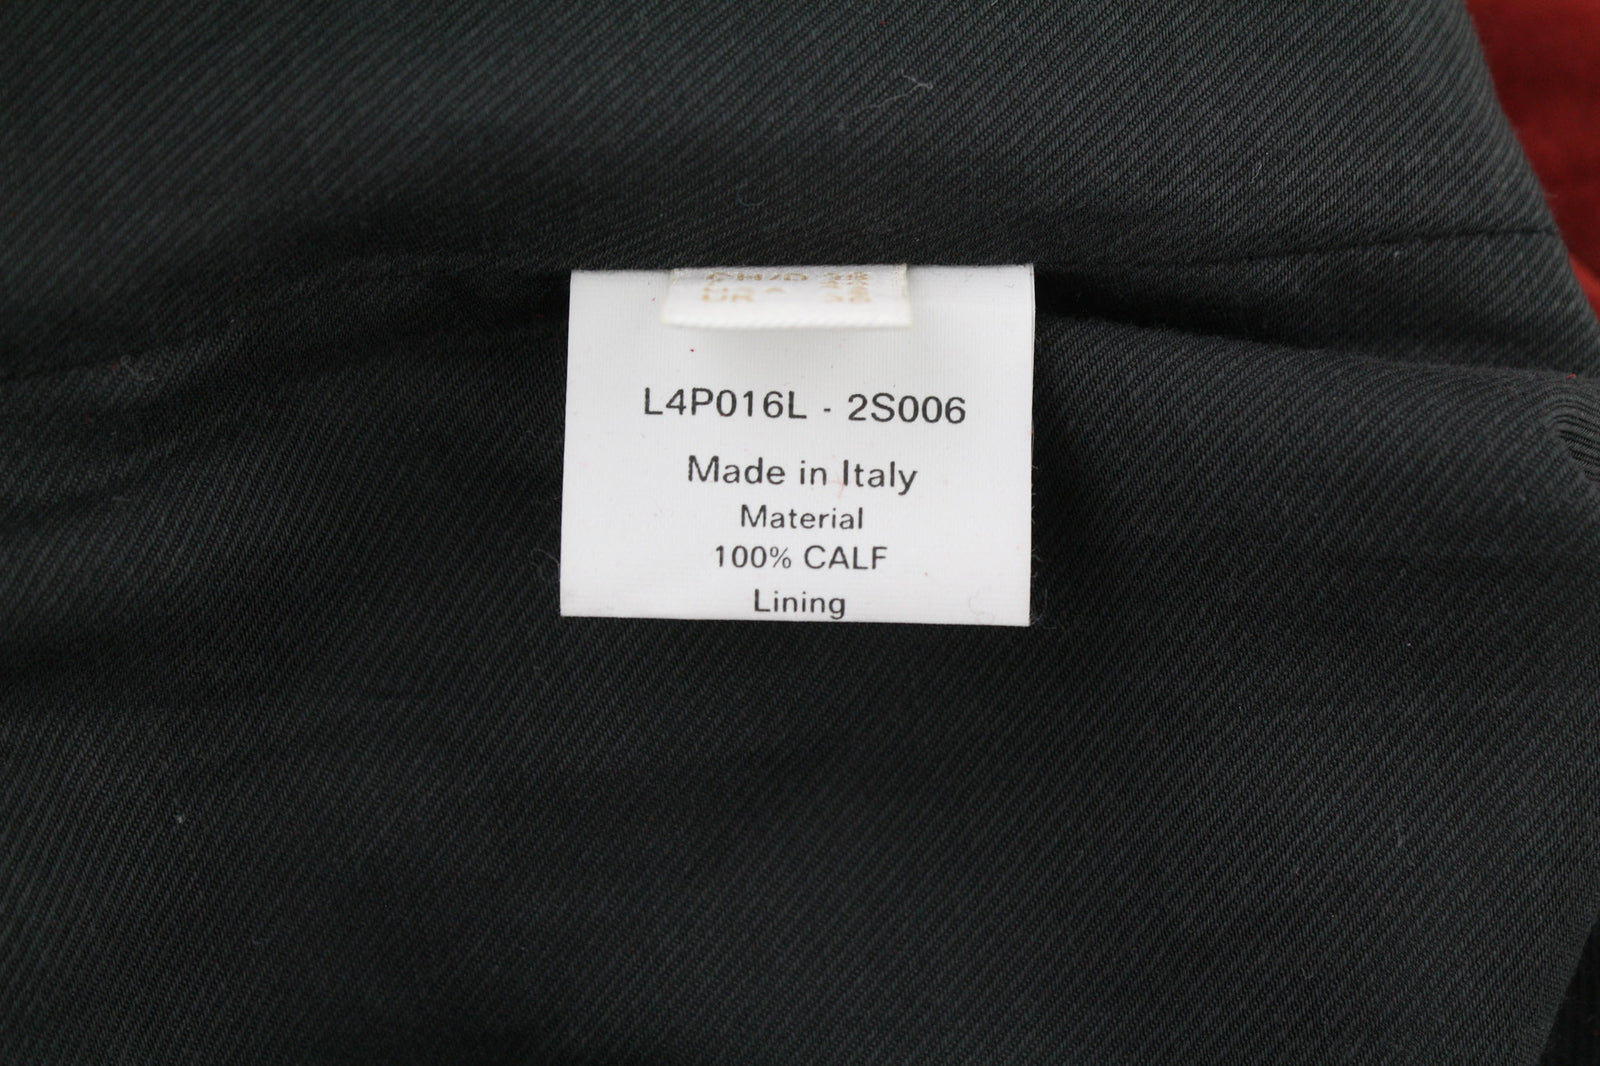 L4P016L - 2S006
Made in Italy
Material
100% CALF
Lining